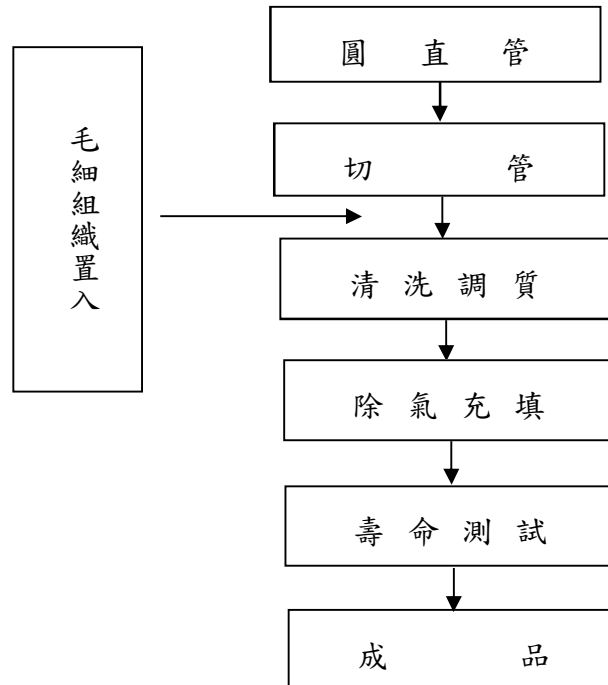 圓直管
毛細組織置入
切管
清洗調質
除氣充填
壽命測試
成品